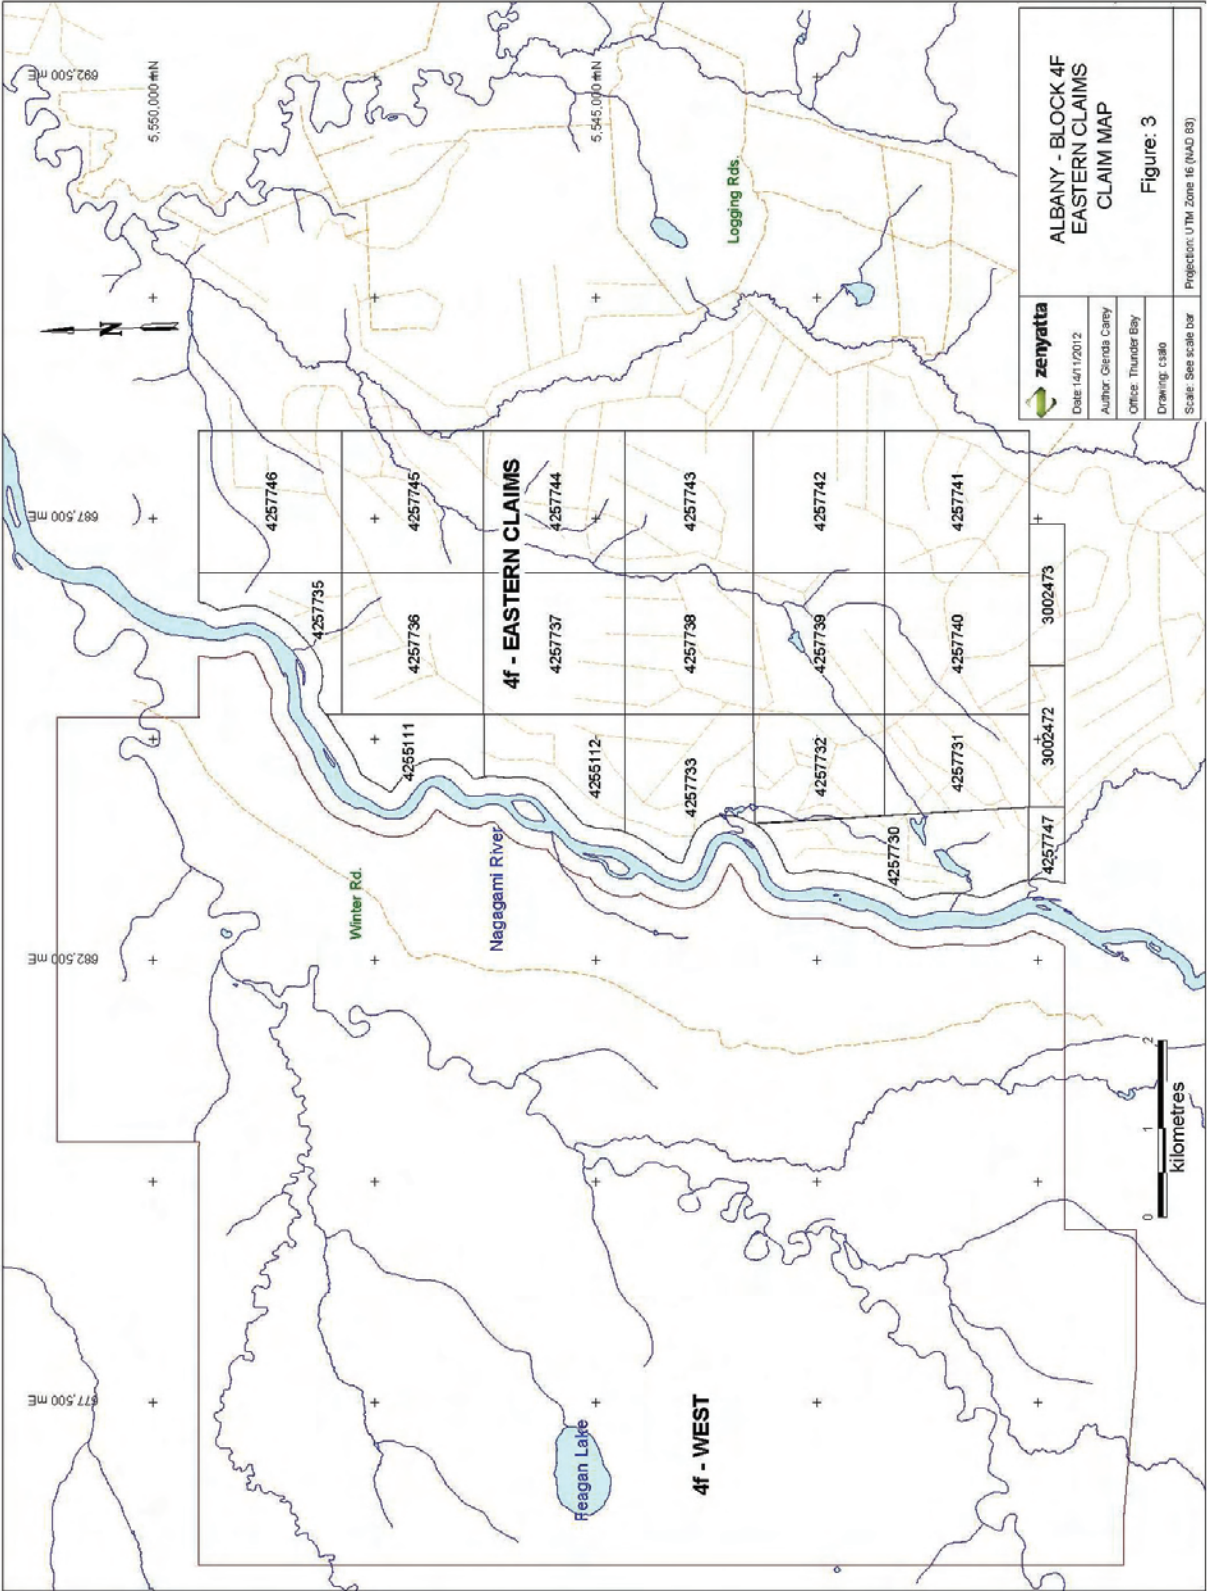 677,500 mE
682,500 mE
687,500 mE
692,500 mE
N
5,550,000 mN
4257746
4257735
Winter Rd.
4255111
4257736
4257745
Nagagami River
4f - EASTERN CLAIMS
4257737
4257744
Reagan Lake
4255112
5,545,000 mN
4f - WEST
4257733
4257738
4257743
Logging Rds.
4257732
4257739
4257742
4257730
4257731
4257740
4257741
4257747
3002472
3002473
0 1 2
kilometres
zenyatta
Date:14/11/2012
Author: Glenda Carey
Office: Thunder Bay
Drawing: csalo
Scale: See scale bar
ALBANY - BLOCK 4F
EASTERN CLAIMS
CLAIM MAP
Figure: 3
Projection: UTM Zone 16 (NAD 83)